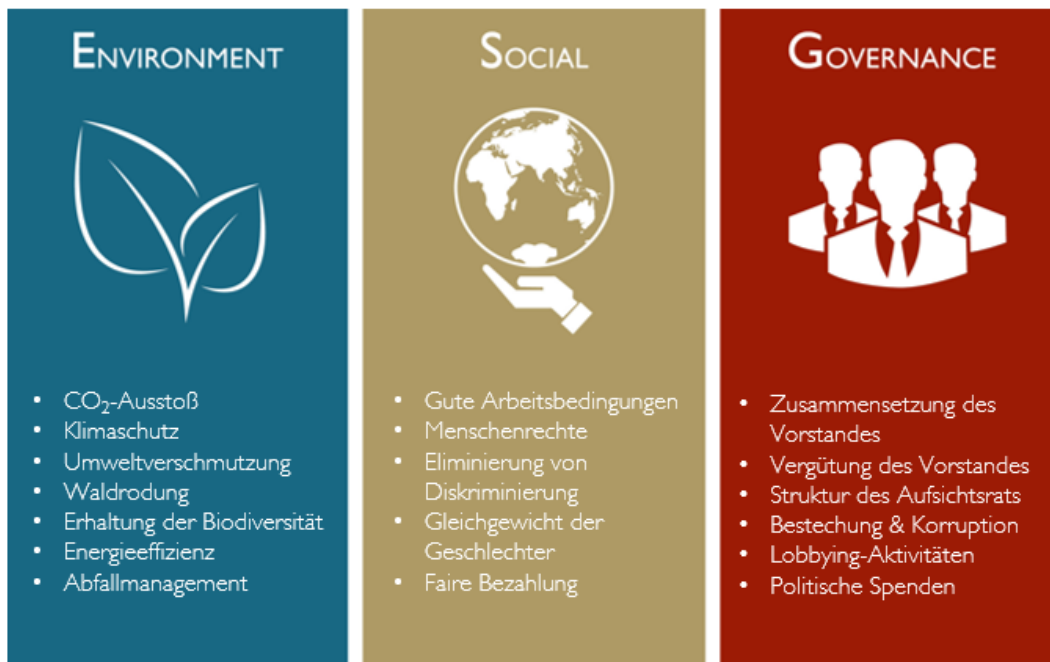 ENVIRONMENT
• CO₂-Ausstoß
• Klimaschutz
• Umweltverschmutzung
• Waldrodung
• Erhaltung der Biodiversität
• Energieeffizienz
• Abfallmanagement
SOCIAL
• Gute Arbeitsbedingungen
• Menschenrechte
• Eliminierung von
Diskriminierung
• Gleichgewicht der
Geschlechter
• Faire Bezahlung
GOVERNANCE
• Zusammensetzung des
Vorstandes
• Vergütung des Vorstandes
• Struktur des Aufsichtsrats
• Bestechung & Korruption
• Lobbying-Aktivitäten
• Politische Spenden